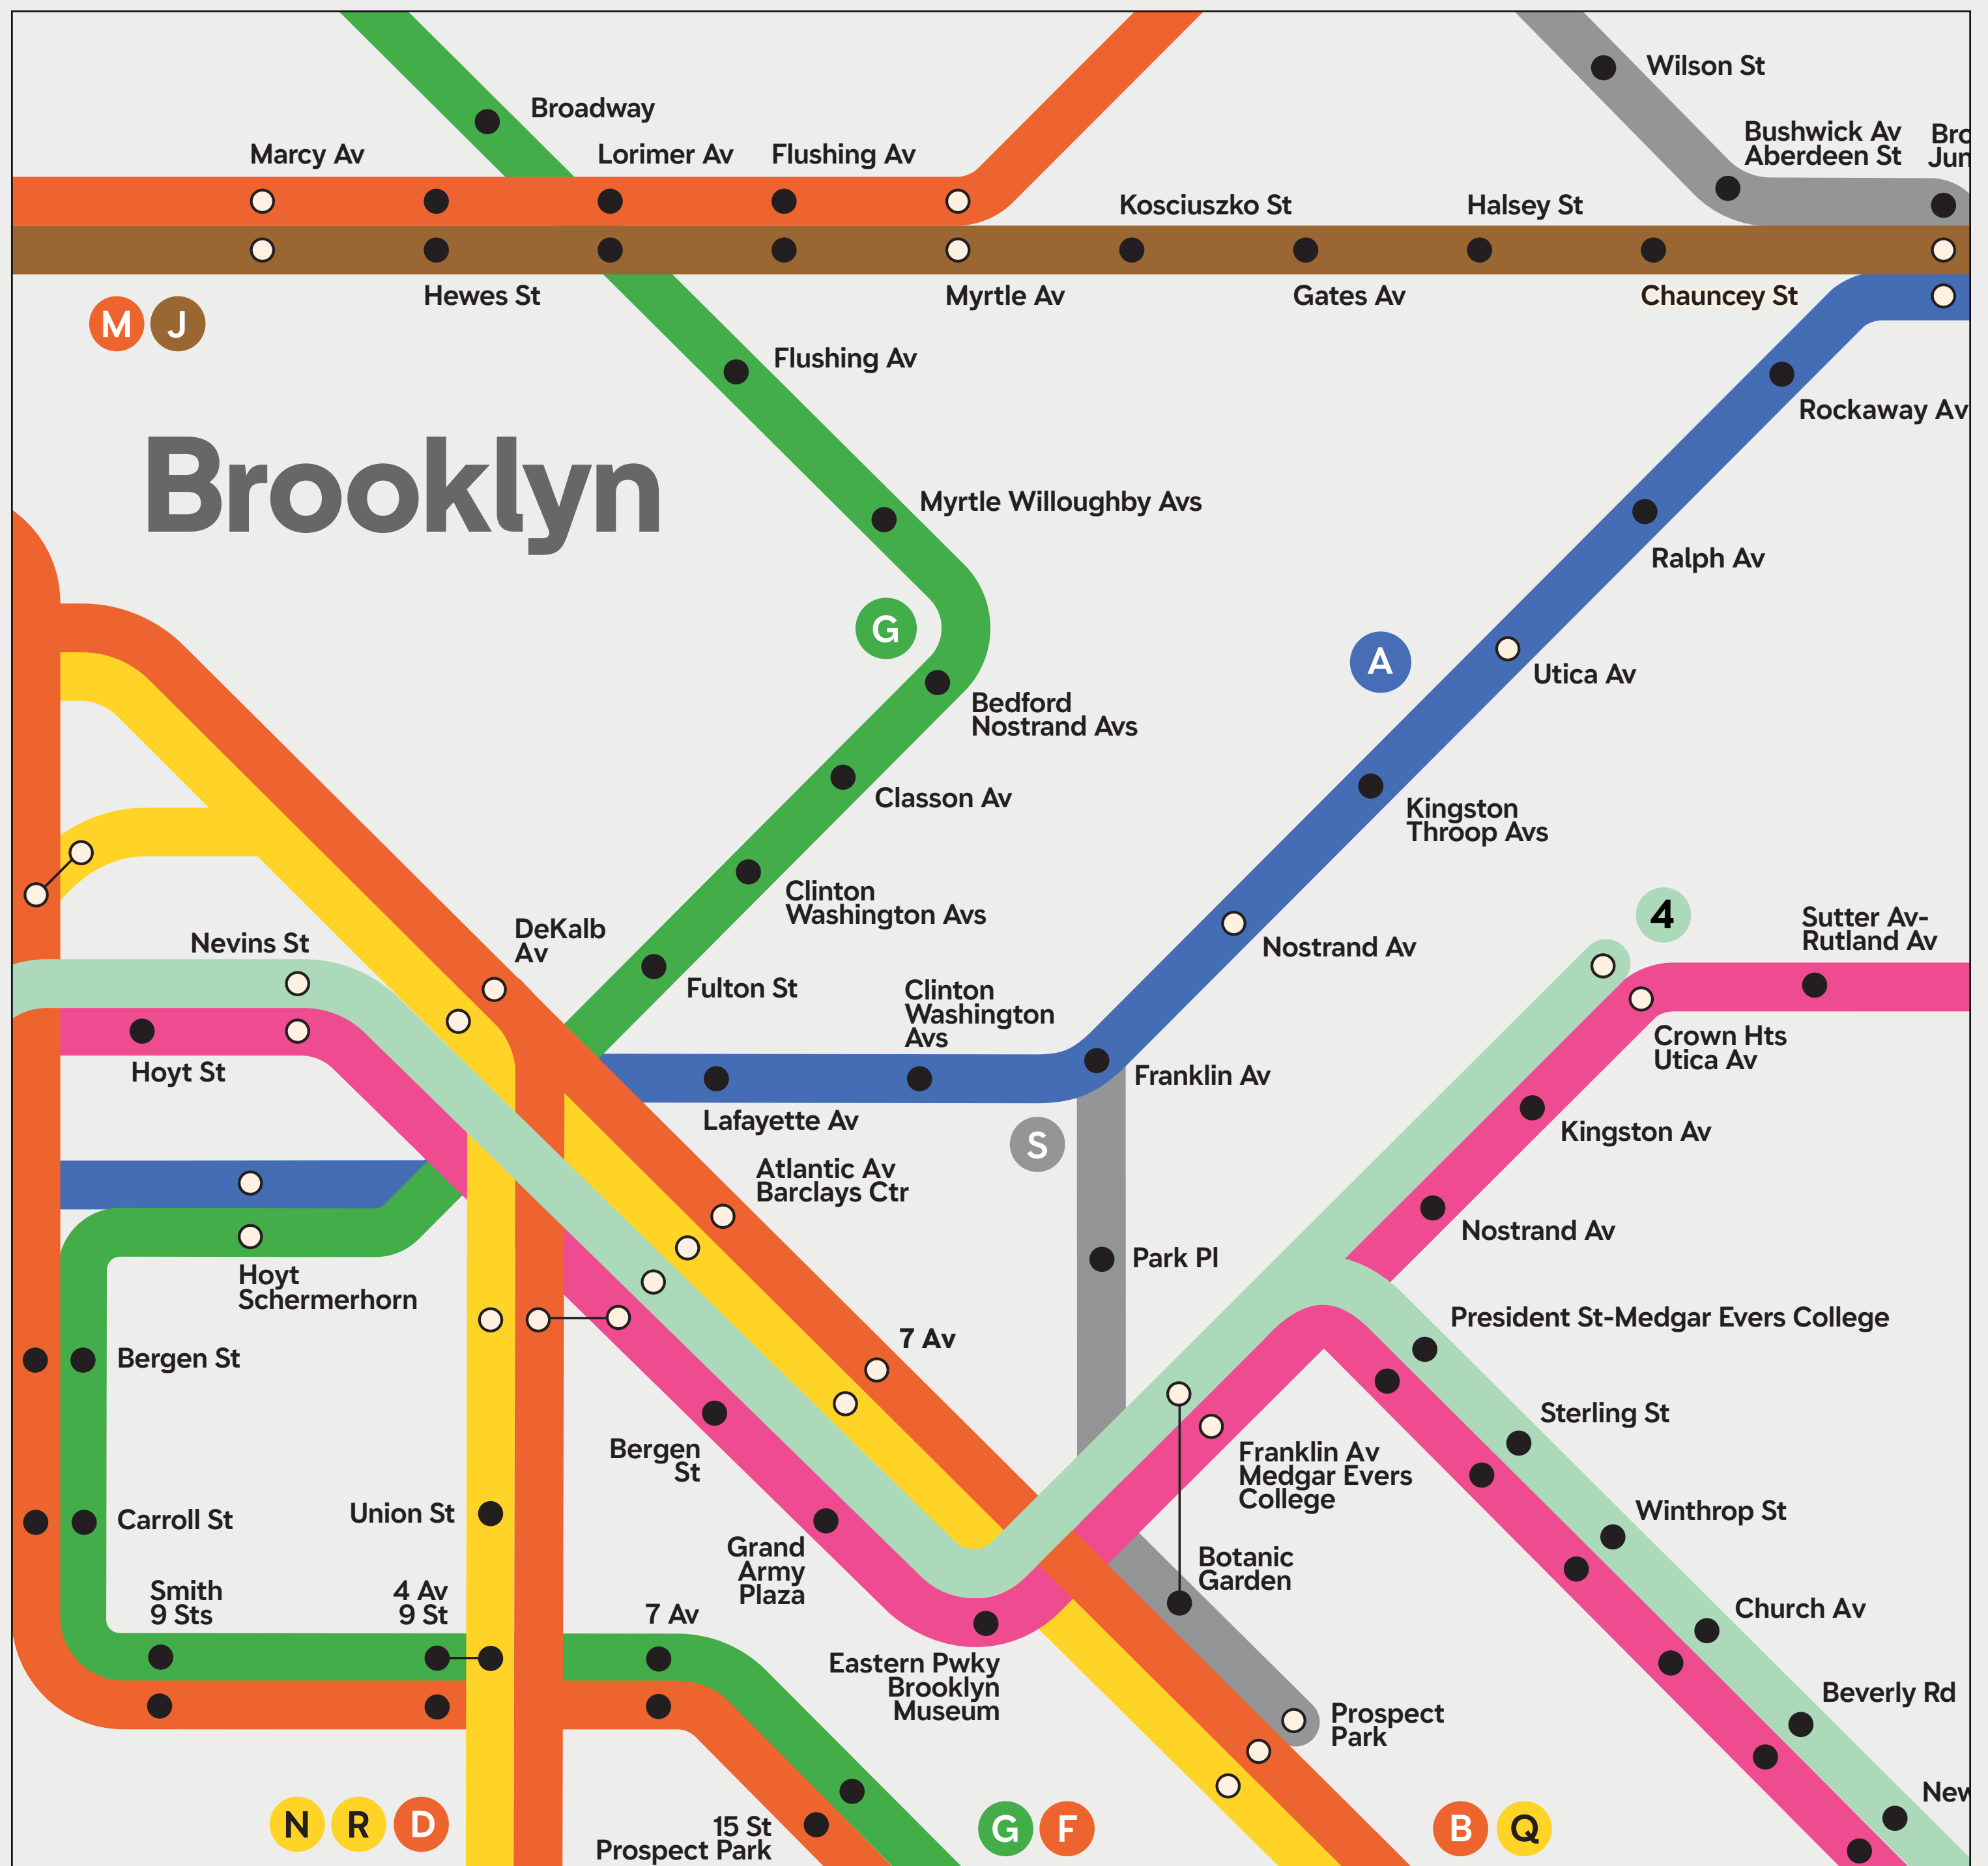 Wilson St
Broadway
Bushwick Av
Aberdeen St
Bro
Jun
Marcy Av
Lorimer Av
Flushing Av
Kosciuszko St
Halsey St
Hewes St
Myrtle Av
Gates Av
Chauncey St
M J
Flushing Av
Rockaway Av
Brooklyn
Myrtle Willoughby Avs
Ralph Av
G
A
Utica Av
Bedford
Nostrand Avs
Classon Av
Kingston
Throop Avs
Clinton
Washington Avs
4
Sutter Av-
Rutland Av
DeKalb
Av
Nevins St
Nostrand Av
Fulton St
Clinton
Washington
Avs
Crown Hts
Utica Av
Hoyt St
Franklin Av
Lafayette Av
S
Kingston Av
Atlantic Av
Barclays Ctr
Nostrand Av
Park Pl
Hoyt
Schermerhorn
President St-Medgar Evers College
7 Av
Bergen St
Sterling St
Bergen
St
Franklin Av
Medgar Evers
College
Carroll St
Union St
Winthrop St
Grand
Army
Plaza
Botanic
Garden
Smith
9 Sts
4 Av
9 St
7 Av
Church Av
Eastern Pwky
Brooklyn
Museum
Beverly Rd
Prospect
Park
New
N R D
15 St
Prospect Park
G F
B Q